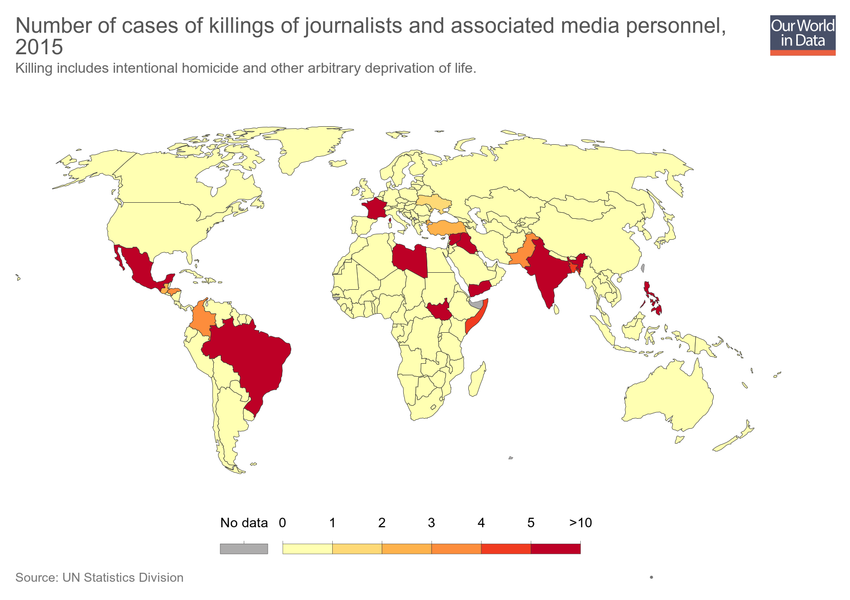 Number of cases of killings of journalists and associated media personnel,
2015
Our World
in Data
Killing includes intentional homicide and other arbitrary deprivation of life.
No data 0 1 2 3 4 5 >10
Source: UN Statistics Division